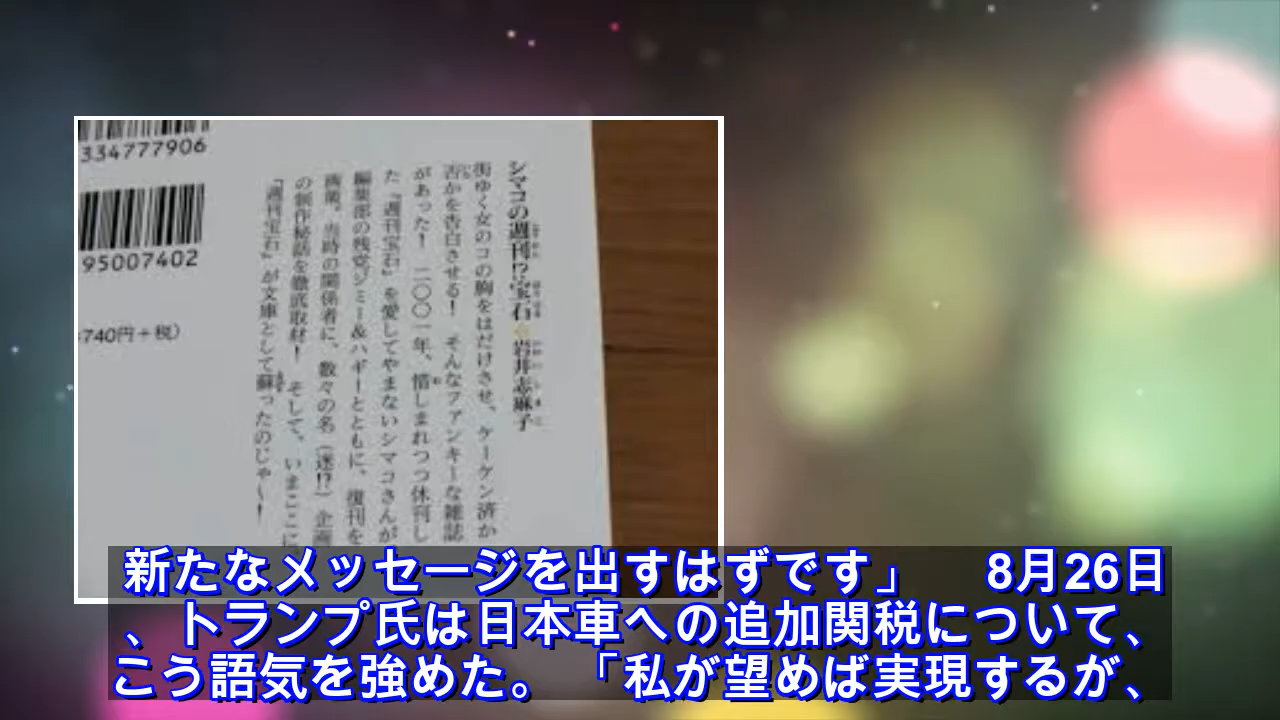 334777906
95007402
740円+税）
シマコの週刊!?宝石
岩井志麻子
街ゆく女のコの胸をはだけさせ、ケーケン済か
否かを告白させる！　そんなファンキーな雑誌
があった！　二〇〇一年、惜しまれつつ休刊し
た『週刊宝石』を愛してやまないシマコさんが
編集部の残党ジミー＆ハギーとともに、復刊を
画策。当時の関係者に、数々の名（迷!?）企画
の制作秘話を徹底取材！　そして、いまここに
『週刊宝石』が文庫として蘇ったのじゃ〜！
新たなメッセージを出すはずです」　8月26日
、トランプ氏は日本車への追加関税について、
こう語気を強めた。　「私が望めば実現するが、